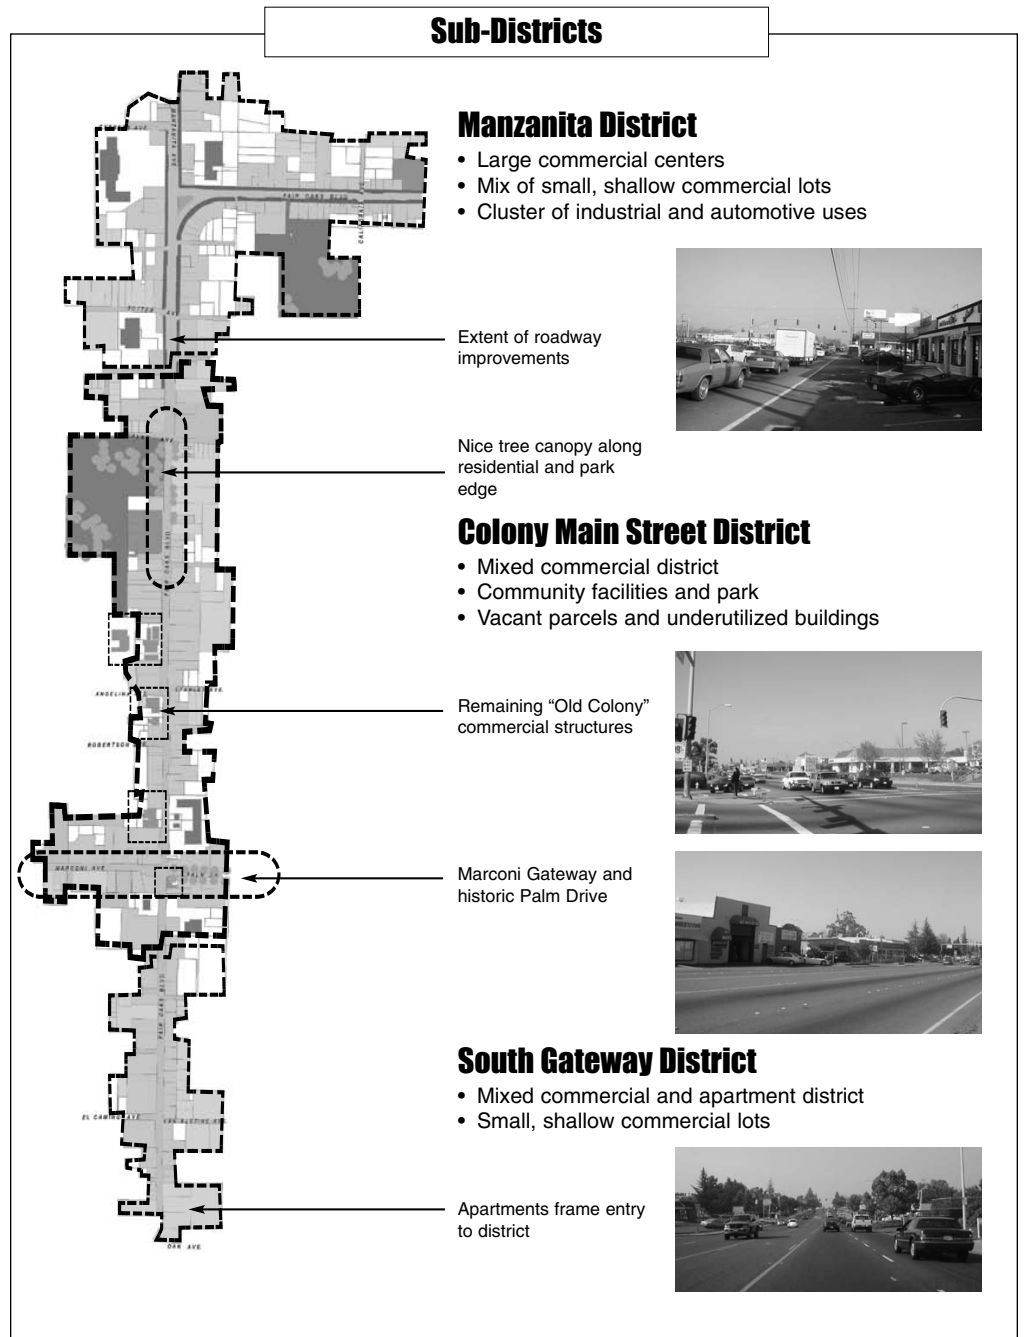 Sub-Districts
Manzanita District
• Large commercial centers
• Mix of small, shallow commercial lots
• Cluster of industrial and automotive uses
MANZANITA AVE
FAIR OAKS BLVD
Extent of roadway
improvements
Nice tree canopy along
residential and park
edge
Colony Main Street District
• Mixed commercial district
• Community facilities and park
• Vacant parcels and underutilized buildings
Remaining “Old Colony”
commercial structures
MARCONI AVE
Marconi Gateway and
historic Palm Drive
FAIR OAKS BLVD
South Gateway District
• Mixed commercial and apartment district
• Small, shallow commercial lots
EL CAMINO AVE.
Apartments frame entry
to district
OAK AVE.